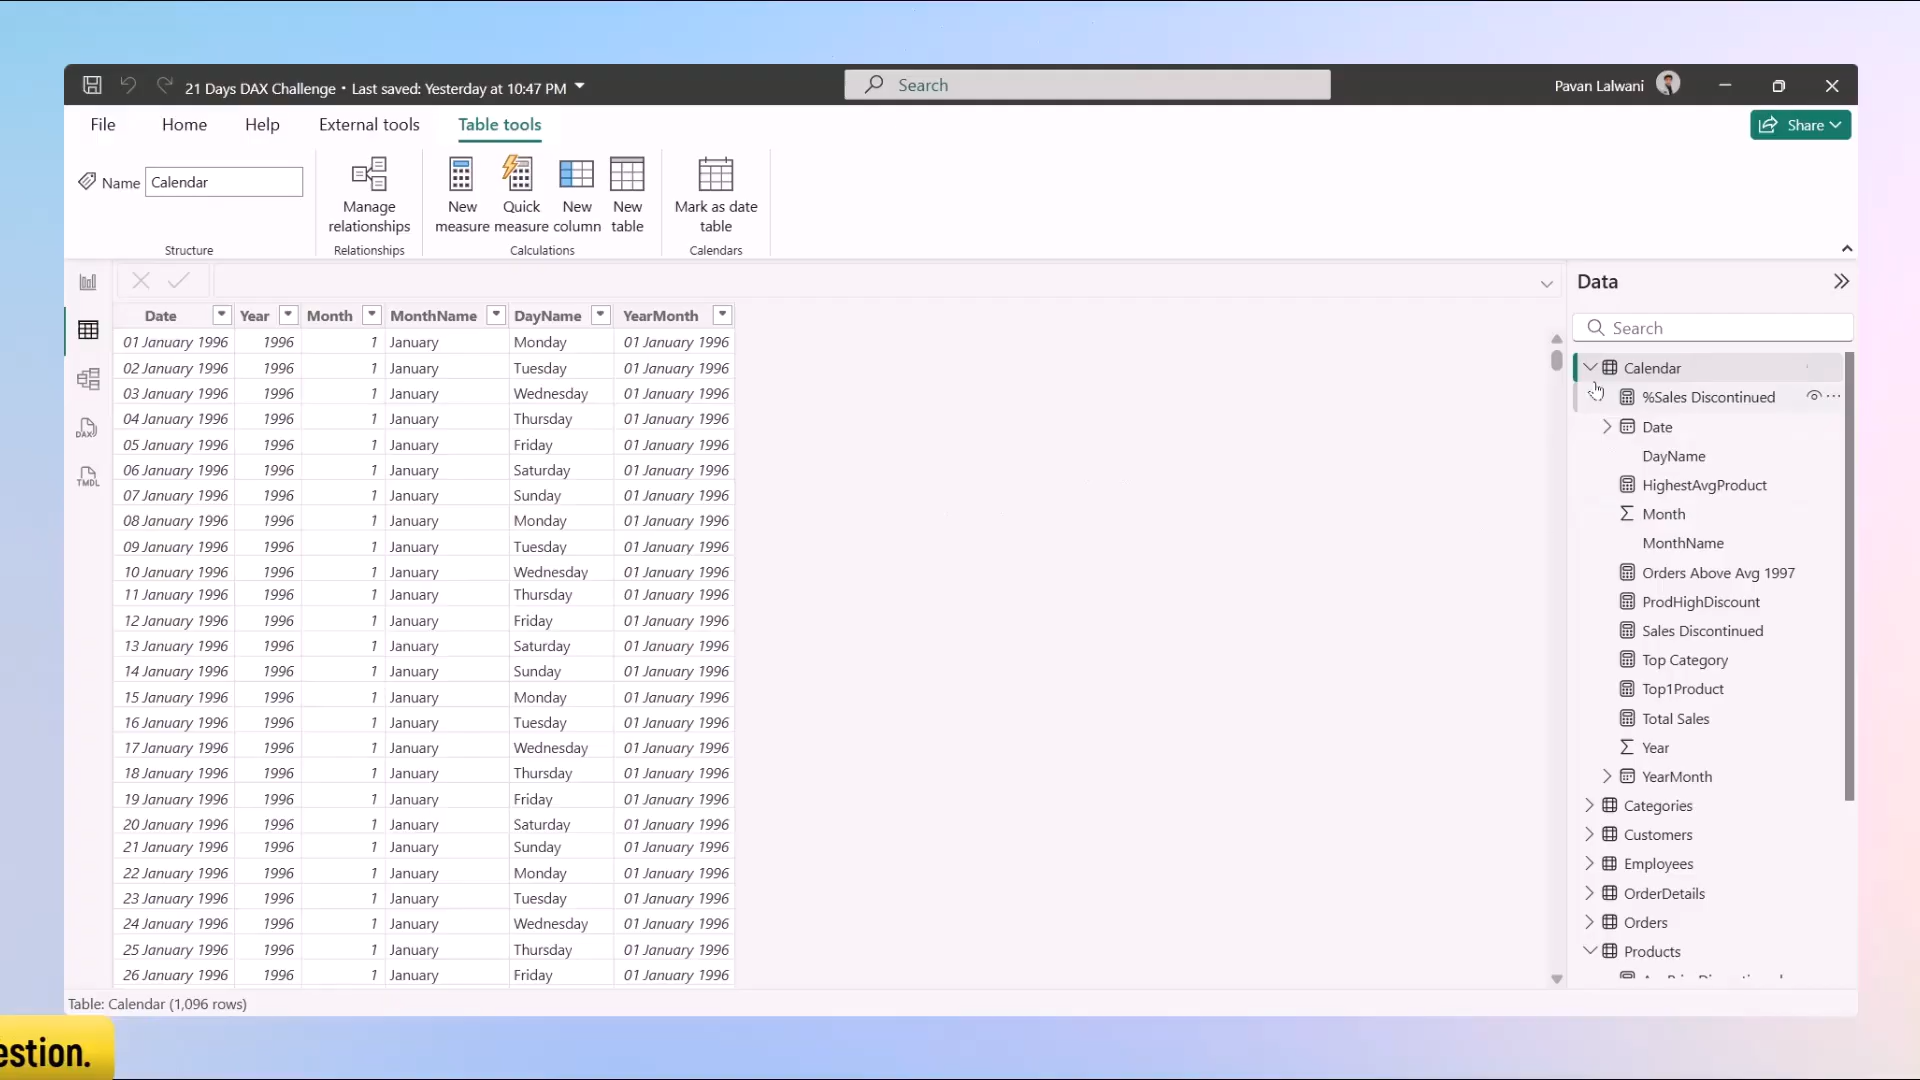 21 Days DAX Challenge • Last saved: Yesterday at 10:47 PM
Search
Pavan Lalwani
File Home Help External tools Table tools
Share
Name Calendar
Manage relationships
New measure
Quick measure
New column
New table
Mark as date table
Structure Relationships Calculations Calendars
Date Year Month MonthName DayName YearMonth
01 January 1996 1996 1 January Monday 01 January 1996
02 January 1996 1996 1 January Tuesday 01 January 1996
03 January 1996 1996 1 January Wednesday 01 January 1996
04 January 1996 1996 1 January Thursday 01 January 1996
05 January 1996 1996 1 January Friday 01 January 1996
06 January 1996 1996 1 January Saturday 01 January 1996
07 January 1996 1996 1 January Sunday 01 January 1996
08 January 1996 1996 1 January Monday 01 January 1996
09 January 1996 1996 1 January Tuesday 01 January 1996
10 January 1996 1996 1 January Wednesday 01 January 1996
11 January 1996 1996 1 January Thursday 01 January 1996
12 January 1996 1996 1 January Friday 01 January 1996
13 January 1996 1996 1 January Saturday 01 January 1996
14 January 1996 1996 1 January Sunday 01 January 1996
15 January 1996 1996 1 January Monday 01 January 1996
16 January 1996 1996 1 January Tuesday 01 January 1996
17 January 1996 1996 1 January Wednesday 01 January 1996
18 January 1996 1996 1 January Thursday 01 January 1996
19 January 1996 1996 1 January Friday 01 January 1996
20 January 1996 1996 1 January Saturday 01 January 1996
21 January 1996 1996 1 January Sunday 01 January 1996
22 January 1996 1996 1 January Monday 01 January 1996
23 January 1996 1996 1 January Tuesday 01 January 1996
24 January 1996 1996 1 January Wednesday 01 January 1996
25 January 1996 1996 1 January Thursday 01 January 1996
26 January 1996 1996 1 January Friday 01 January 1996
DAX
TMDL
Data
Search
Calendar
%Sales Discontinued
Date
DayName
HighestAvgProduct
Month
MonthName
Orders Above Avg 1997
ProdHighDiscount
Sales Discontinued
Top Category
Top1Product
Total Sales
Year
YearMonth
Categories
Customers
Employees
OrderDetails
Orders
Products
Table: Calendar (1,096 rows)
estion.